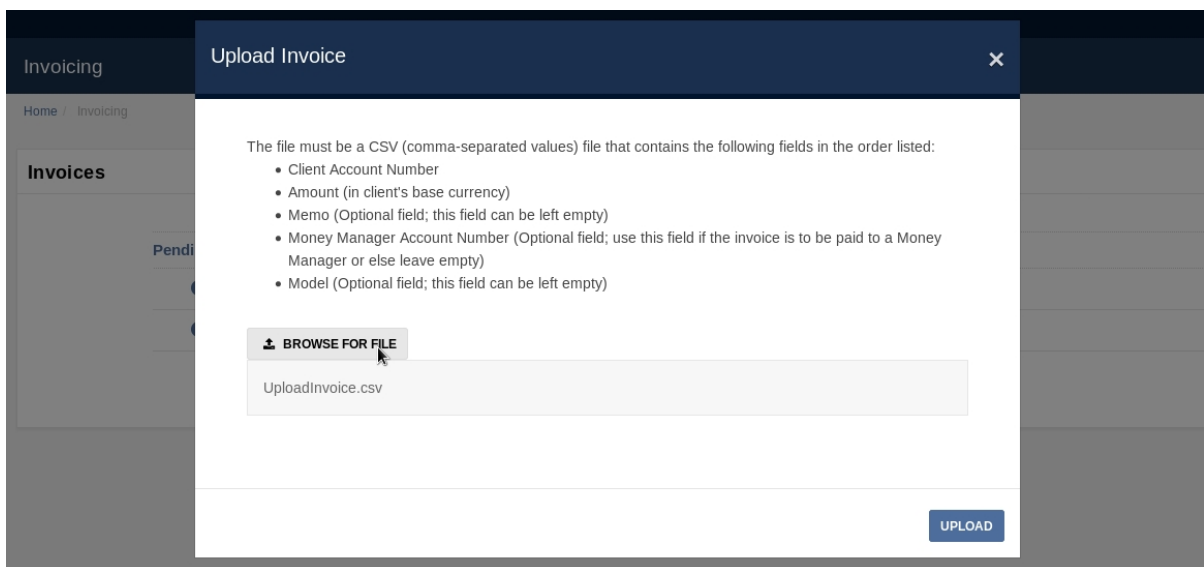 Upload Invoice
×
Invoicing
Home / Invoicing
The file must be a CSV (comma-separated values) file that contains the following fields in the order listed:
• Client Account Number
• Amount (in client's base currency)
• Memo (Optional field; this field can be left empty)
• Money Manager Account Number (Optional field; use this field if the invoice is to be paid to a Money
Manager or else leave empty)
• Model (Optional field; this field can be left empty)
Invoices
Pendi
BROWSE FOR FILE
UploadInvoice.csv
UPLOAD